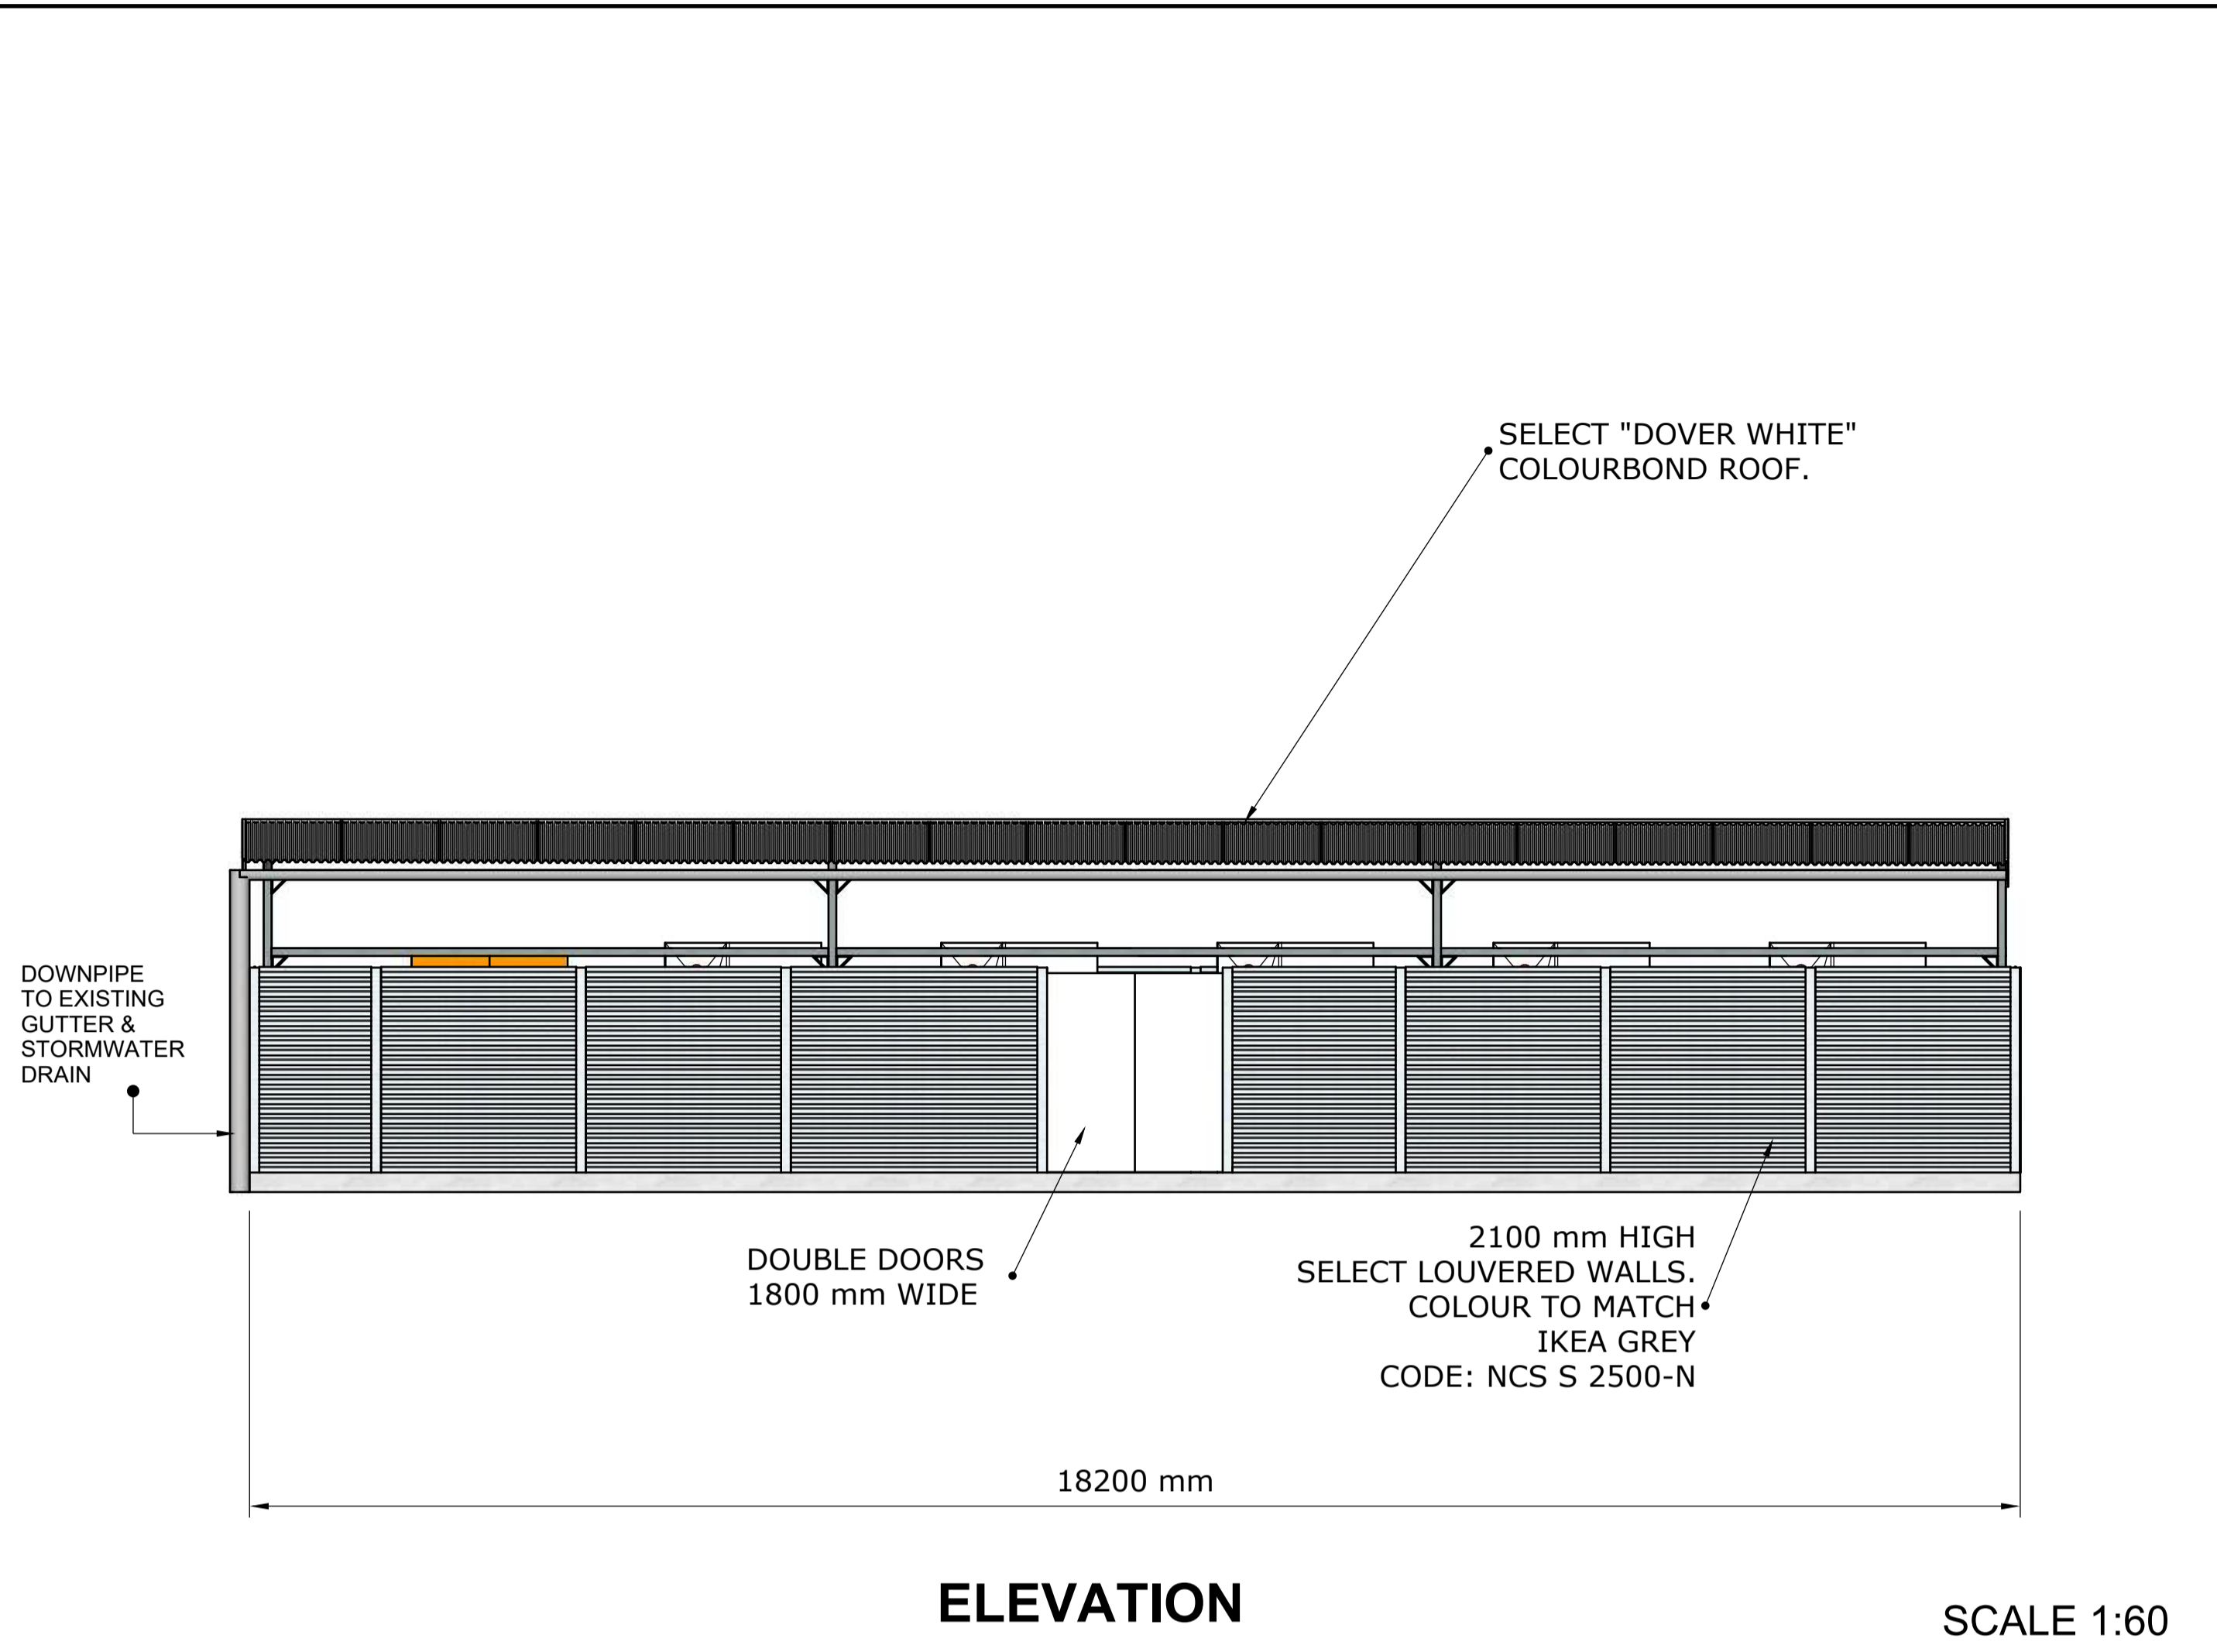 SELECT "DOVER WHITE"
COLOURBOND ROOF.
DOWNPIPE
TO EXISTING
GUTTER &
STORMWATER
DRAIN
DOUBLE DOORS
1800 mm WIDE
2100 mm HIGH
SELECT LOUVERED WALLS.
COLOUR TO MATCH
IKEA GREY
CODE: NCS S 2500-N
18200 mm
ELEVATION
SCALE 1:60